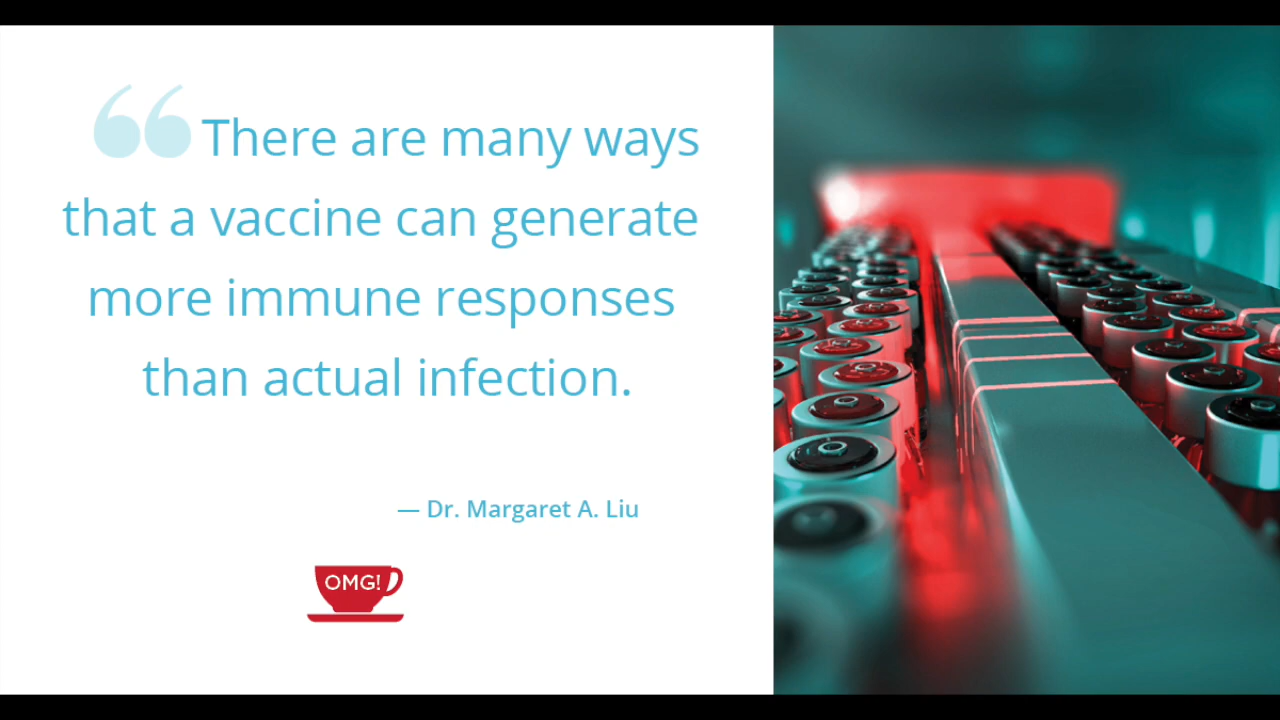 “There are many ways
that a vaccine can generate
more immune responses
than actual infection.
— Dr. Margaret A. Liu
OMG!